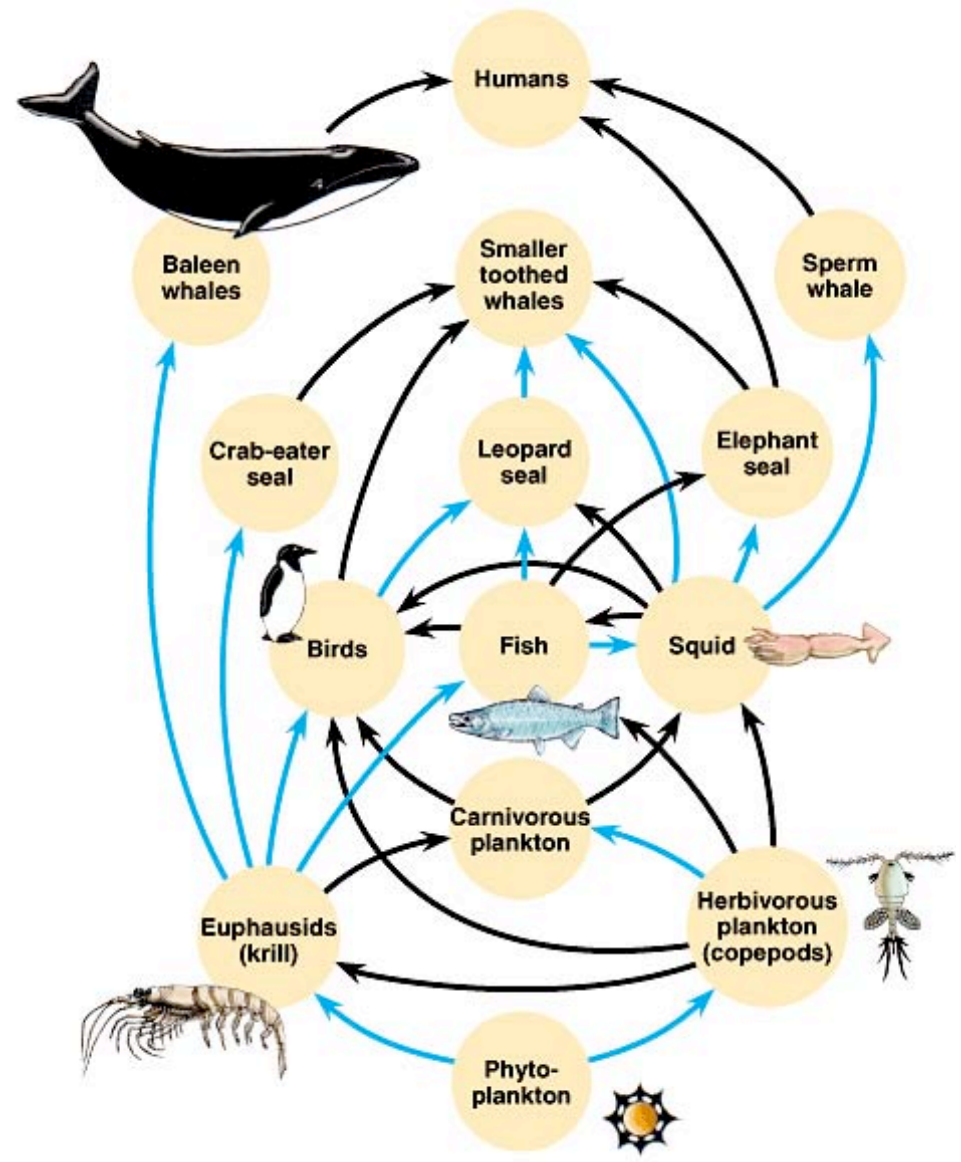 Humans
Baleen
whales
Smaller
toothed
whales
Sperm
whale
Crab-eater
seal
Leopard
seal
Elephant
seal
Birds
Fish
Squid
Carnivorous
plankton
Euphausids
(krill)
Herbivorous
plankton
(copepods)
Phyto-
plankton